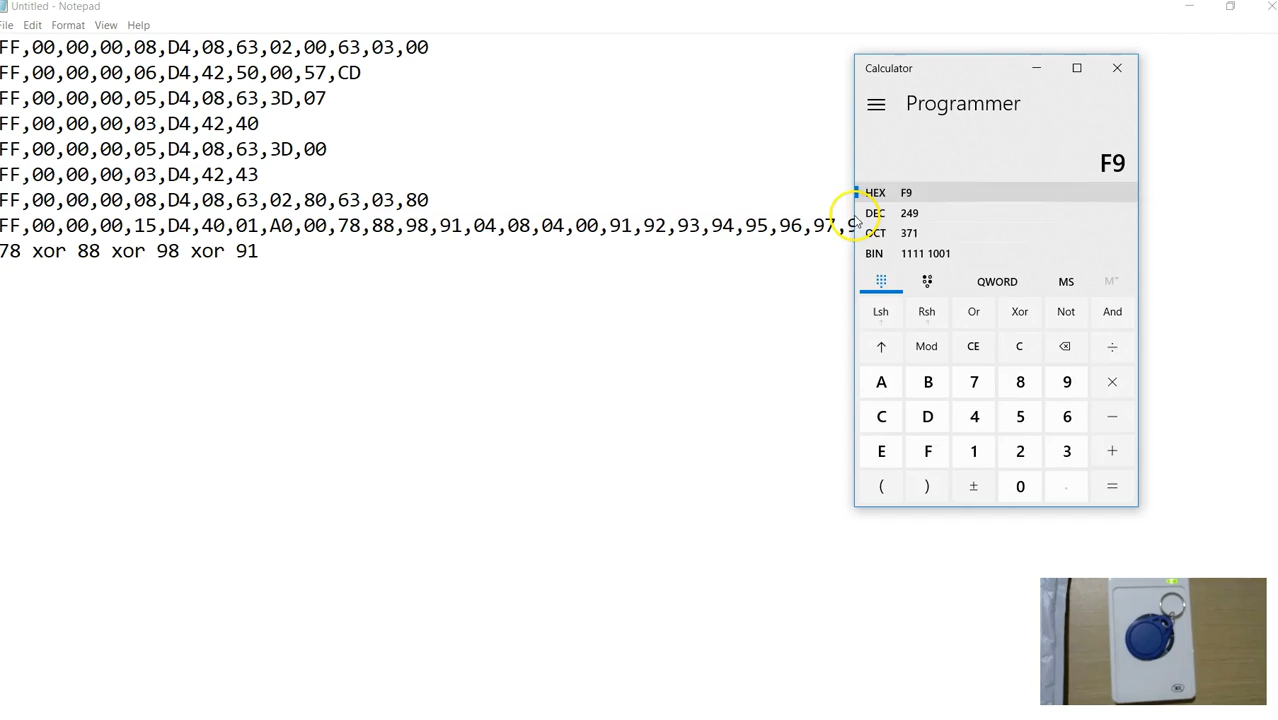 Untitled - Notepad
File Edit Format View Help
FF,00,00,00,08,D4,08,63,02,00,63,03,00
FF,00,00,00,06,D4,42,50,00,57,CD
FF,00,00,00,05,D4,08,63,3D,07
FF,00,00,00,03,D4,42,40
FF,00,00,00,05,D4,08,63,3D,00
FF,00,00,00,03,D4,42,43
FF,00,00,00,08,D4,08,63,02,80,63,03,80
FF,00,00,00,15,D4,40,01,A0,00,78,88,98,91,04,08,04,00,91,92,93,94,95,96,97,9
78 xor 88 xor 98 xor 91
Calculator
Programmer
F9
HEX F9
DEC 249
OCT 371
BIN 1111 1001
QWORD MS M˅
Lsh Rsh Or Xor Not And
↑ Mod CE C ⌫ ÷
A B 7 8 9 ×
C D 4 5 6 −
E F 1 2 3 +
( ) ± 0 . =